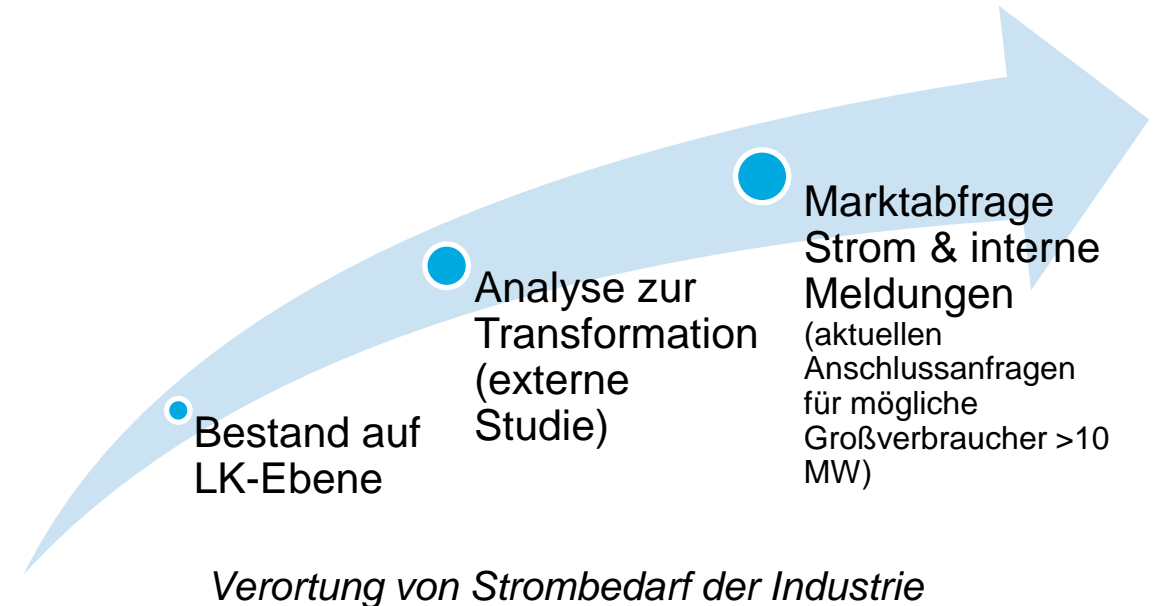 Bestand auf
LK-Ebene
Analyse zur
Transformation
(externe
Studie)
Marktabfrage
Strom & interne
Meldungen
(aktuellen
Anschlussanfragen
für mögliche
Großverbraucher >10
MW)
Verortung von Strombedarf der Industrie